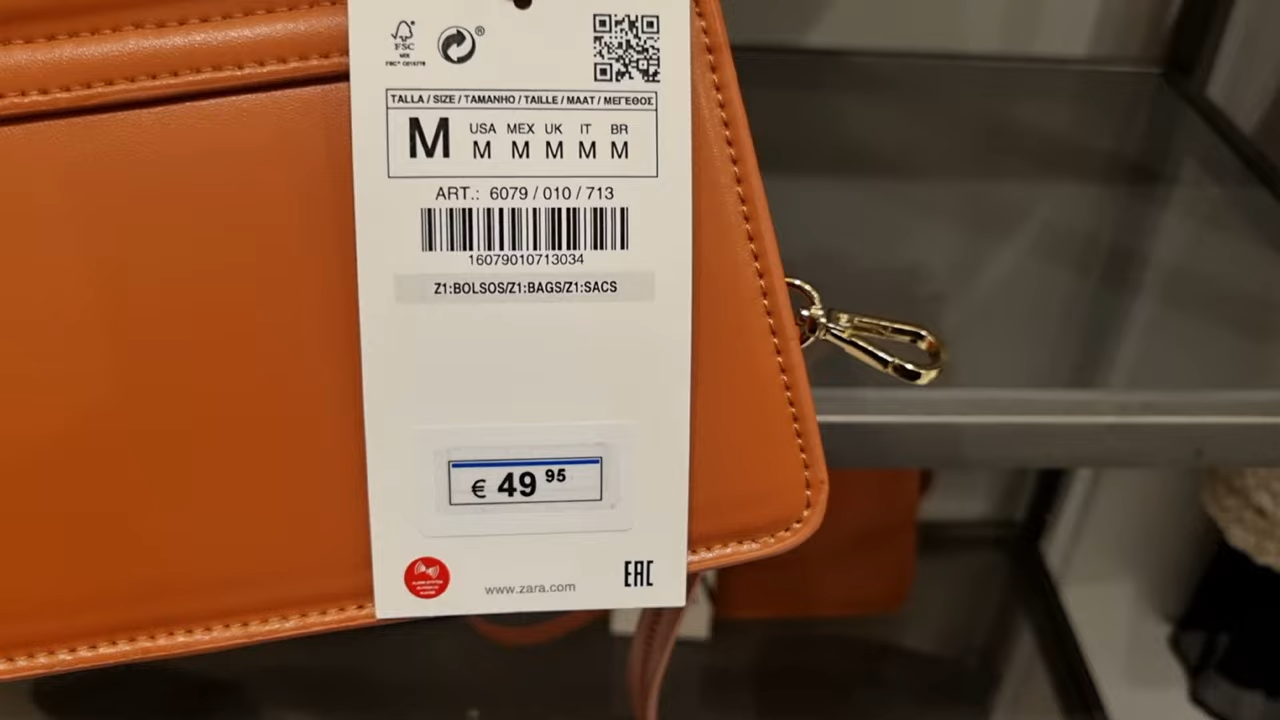 FSC
MIX
®
TALLA / SIZE / TAMANHO / TAILLE / MAAT / ΜΕΓΕΘΟΣ
M USA MEX UK IT BR
M M M M M
ART.: 6079 / 010 / 713
16079010713034
Z1:BOLSOS/Z1:BAGS/Z1:SACS
€ 49 95
www.zara.com
EAC